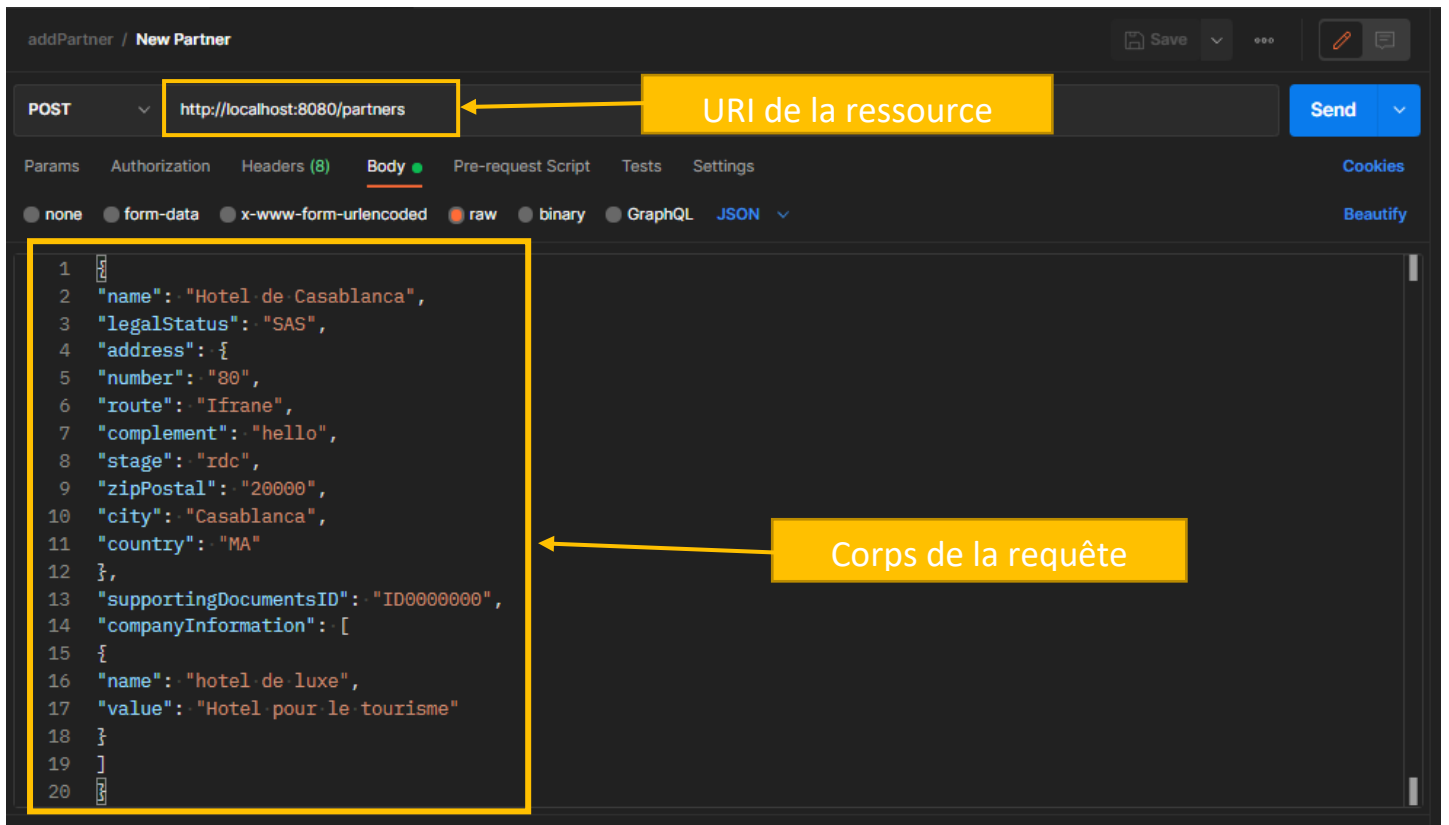 addPartner / New Partner
Save
POST http://localhost:8080/partners
URI de la ressource
Send
Params Authorization Headers (8) Body Pre-request Script Tests Settings Cookies
none form-data x-www-form-urlencoded raw binary GraphQL JSON Beautify
1 {
2 "name": "Hotel de Casablanca",
3 "legalStatus": "SAS",
4 "address": {
5 "number": "80",
6 "route": "Ifrane",
7 "complement": "hello",
8 "stage": "rdc",
9 "zipPostal": "20000",
10 "city": "Casablanca",
11 "country": "MA"
12 },
13 "supportingDocumentsID": "ID0000000",
14 "companyInformation": [
15 {
16 "name": "hotel de luxe",
17 "value": "Hotel pour le tourisme"
18 }
19 ]
20 }
Corps de la requête